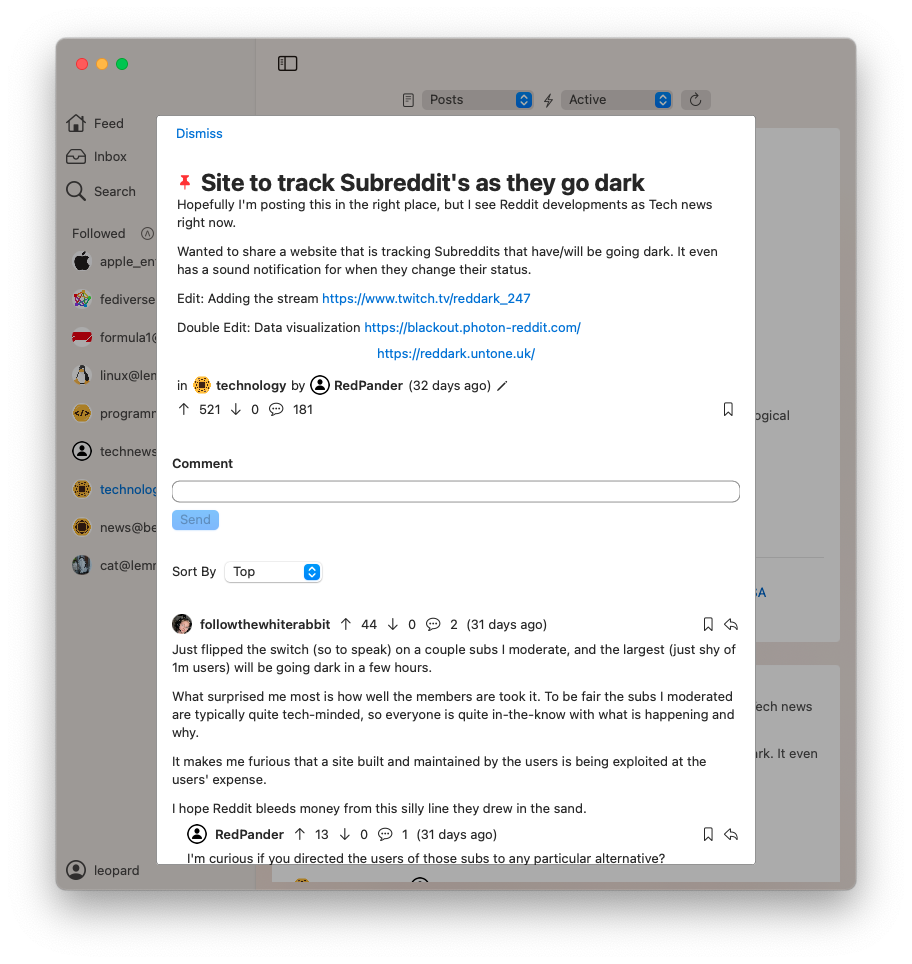 Posts
Active
Feed
Inbox
Search
Followed
apple_en
fediverse
formula1@
linux@lem
programm
technews
technolog
news@be
cat@lemm
leopard
Dismiss
Site to track Subreddit's as they go dark
Hopefully I'm posting this in the right place, but I see Reddit developments as Tech news
right now.
Wanted to share a website that is tracking Subreddits that have/will be going dark. It even
has a sound notification for when they change their status.
Edit: Adding the stream https://www.twitch.tv/reddark_247
Double Edit: Data visualization https://blackout.photon-reddit.com/
https://reddark.untone.uk/
in technology by RedPander (32 days ago)
521 0 181
Comment
Send
Sort By Top
followthewhiterabbit 44 0 2 (31 days ago)
Just flipped the switch (so to speak) on a couple subs I moderate, and the largest (just shy of
1m users) will be going dark in a few hours.
What surprised me most is how well the members are took it. To be fair the subs I moderated
are typically quite tech-minded, so everyone is quite in-the-know with what is happening and
why.
It makes me furious that a site built and maintained by the users is being exploited at the
users' expense.
I hope Reddit bleeds money from this silly line they drew in the sand.
RedPander 13 0 1 (31 days ago)
I'm curious if you directed the users of those subs to any particular alternative?
ogical
SA
ech news
rk. It even